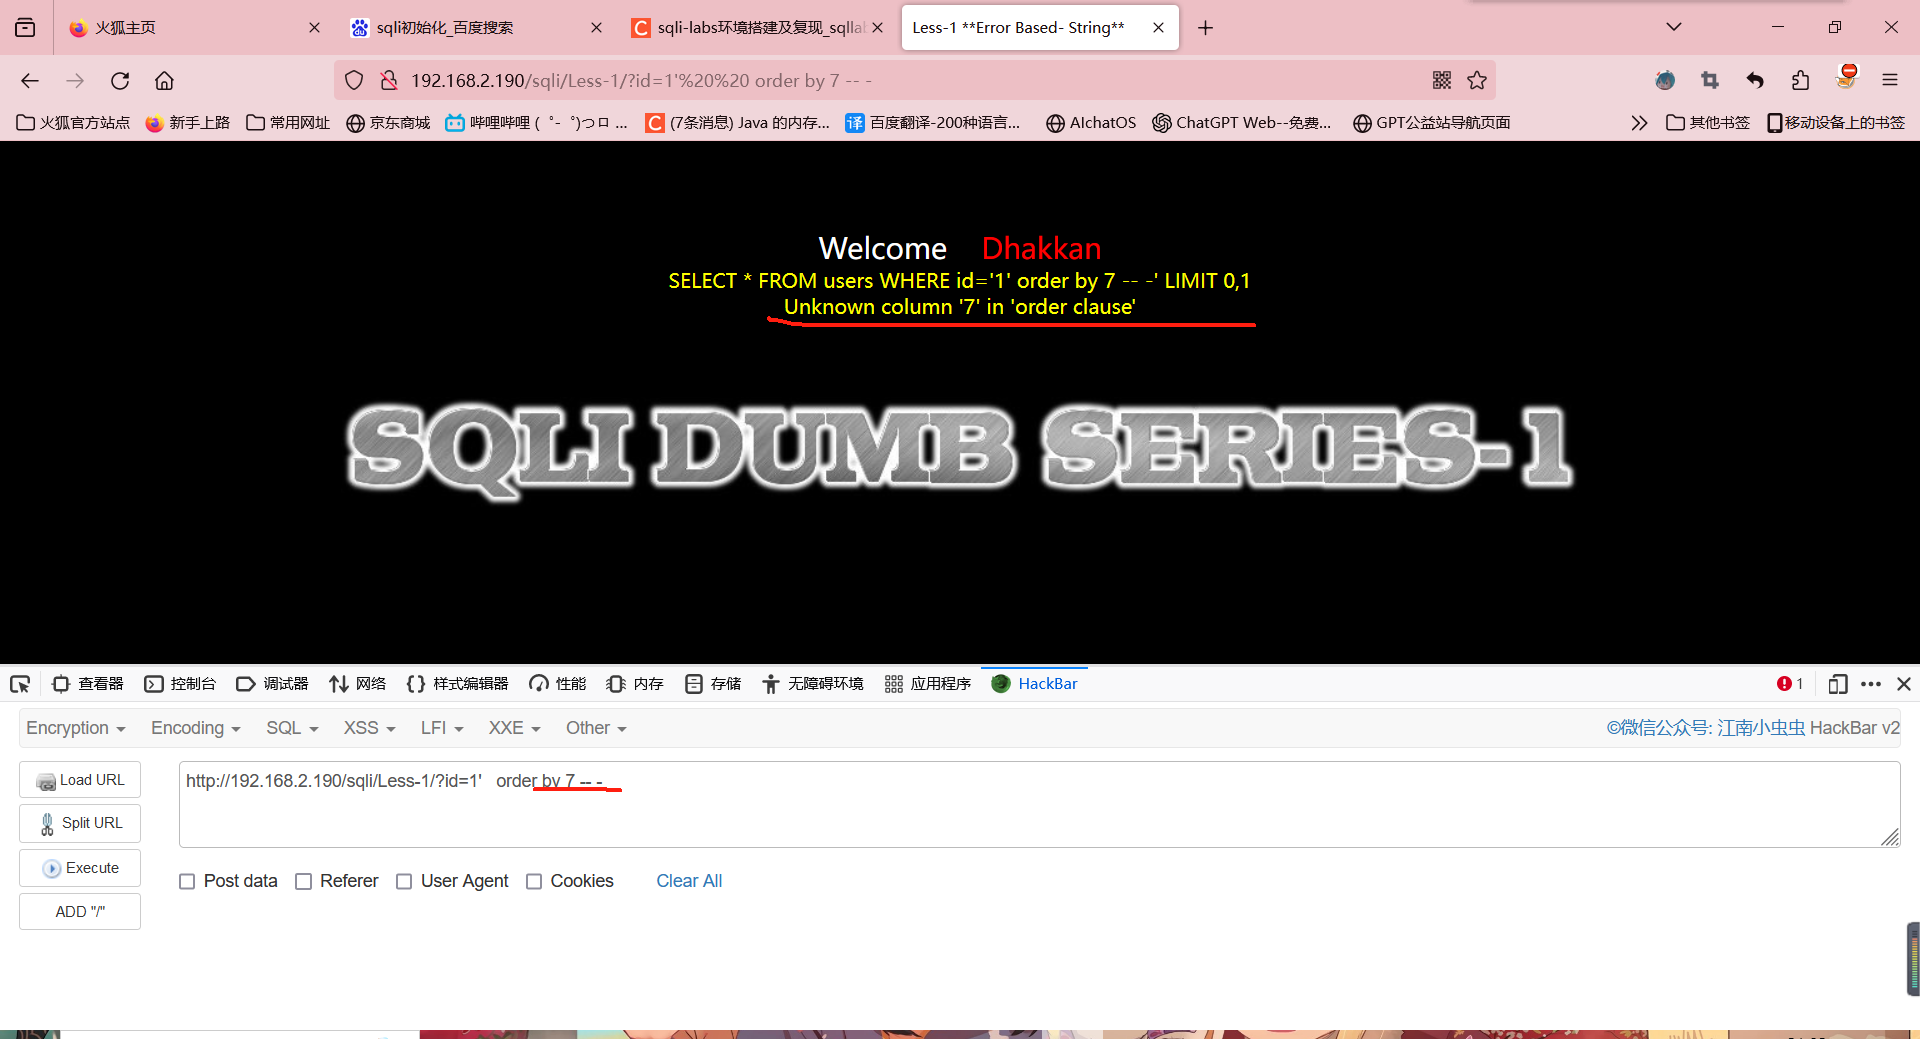 火狐主页
sqli初始化_百度搜索
sqli-labs环境搭建及复现_sqllab
Less-1 **Error Based- String**
192.168.2.190/sqli/Less-1/?id=1'%20%20 order by 7 -- -
火狐官方站点
新手上路
常用网址
京东商城
哔哩哔哩 ( ゜- ゜)つロ ...
(7条消息) Java 的内存...
百度翻译-200种语言...
AIchatOS
ChatGPT Web--免费...
GPT公益站导航页面
其他书签
移动设备上的书签
Welcome Dhakkan
SELECT * FROM users WHERE id='1' order by 7 -- -' LIMIT 0,1
Unknown column '7' in 'order clause'
SQLI DUMB SERIES-1
查看器
控制台
调试器
网络
样式编辑器
性能
内存
存储
无障碍环境
应用程序
HackBar
1
Encryption
Encoding
SQL
XSS
LFI
XXE
Other
©微信公众号: 江南小虫虫 HackBar v2
Load URL
http://192.168.2.190/sqli/Less-1/?id=1'   order by 7 -- -
Split URL
Execute
Post data
Referer
User Agent
Cookies
Clear All
ADD "/"